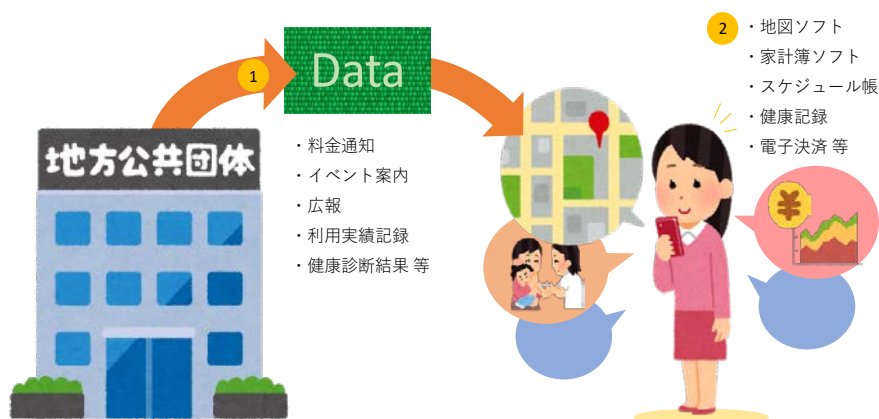 地方公共団体
1
Data
・料金通知
・イベント案内
・広報
・利用実績記録
・健康診断結果 等
2
・地図ソフト
・家計簿ソフト
・スケジュール帳
・健康記録
・電子決済 等
¥